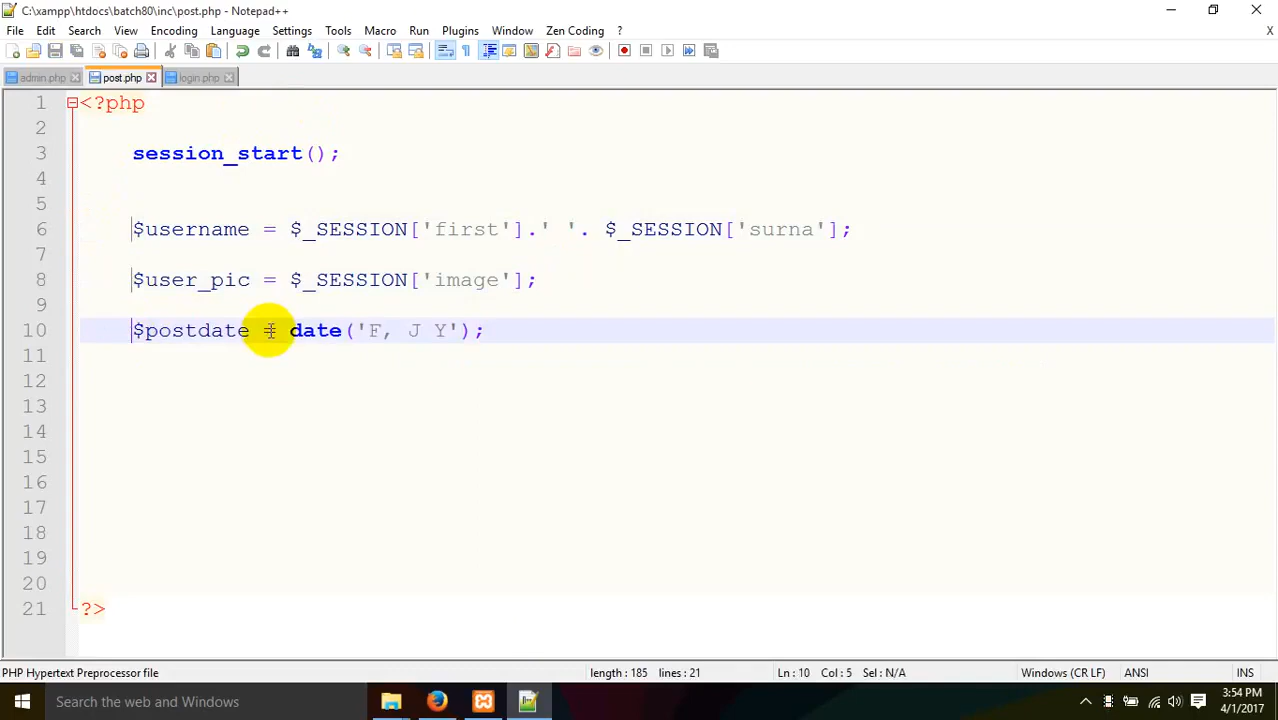 C:\xampp\htdocs\batch80\inc\post.php - Notepad++
File Edit Search View Encoding Language Settings Tools Macro Run Plugins Window Zen Coding ? X
admin.php post.php login.php
1 <?php
2
3 session_start();
4
5
6 $username = $_SESSION['first'].' '. $_SESSION['surna'];
7
8 $user_pic = $_SESSION['image'];
9
10 $postdate = date('F, J Y');
11
12
13
14
15
16
17
18
19
20
21 ?>
PHP Hypertext Preprocessor file length : 185 lines : 21 Ln : 10 Col : 5 Sel : N/A Windows (CR LF) ANSI INS
Search the web and Windows
3:54 PM
4/1/2017